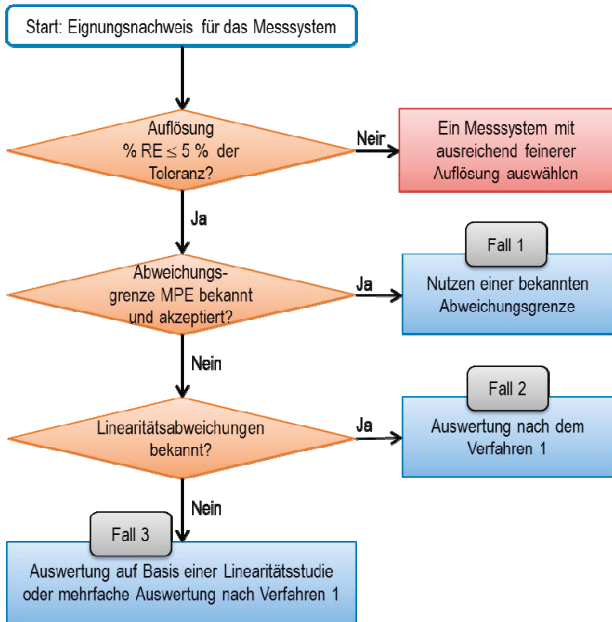 Start: Eignungsnachweis für das Messsystem
Auflösung
% RE ≤ 5 % der
Toleranz?
Neir
Ein Messsystem mit
ausreichend feinerer
Auflösung auswählen
Ja
Abweichungs-
grenze MPE bekannt
und akzeptiert?
Ja
Fall 1
Nutzen einer bekannten
Abweichungsgrenze
Nein
Linearitätsabweichungen
bekannt?
Ja
Fall 2
Auswertung nach dem
Verfahren 1
Nein
Fall 3
Auswertung auf Basis einer Linearitätsstudie
oder mehrfache Auswertung nach Verfahren 1